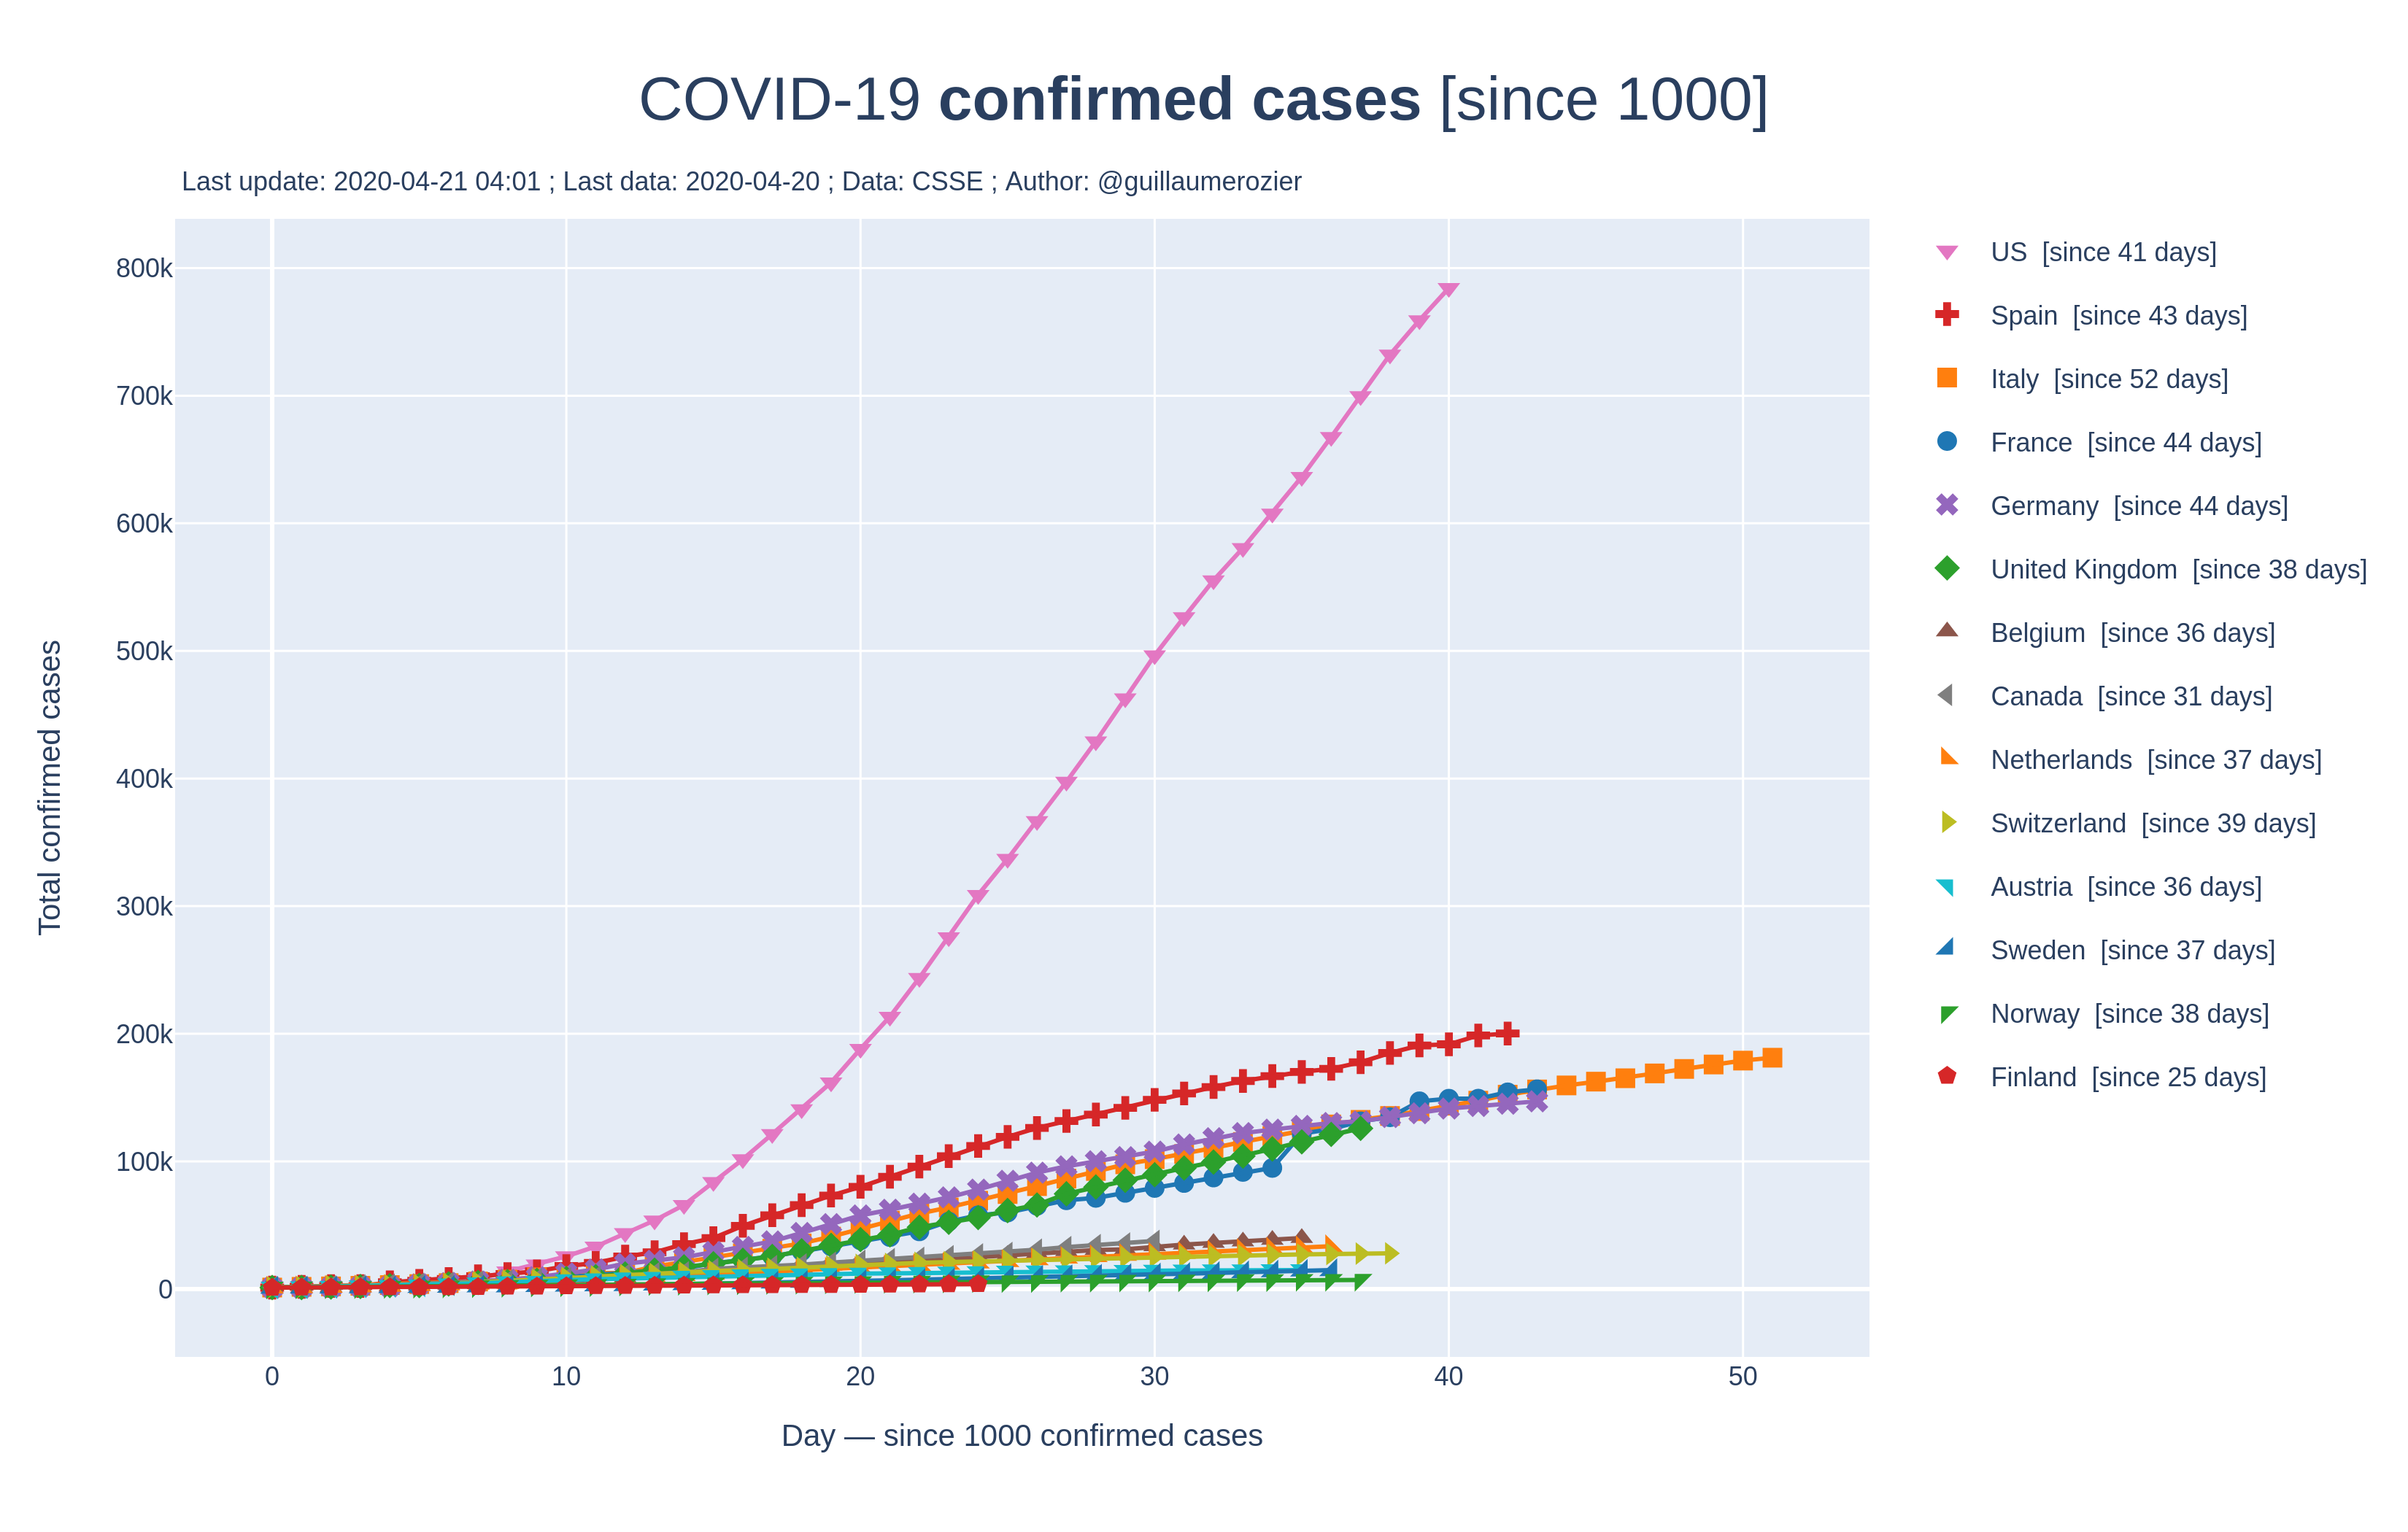 COVID-19 confirmed cases [since 1000]
Last update: 2020-04-21 04:01 ; Last data: 2020-04-20 ; Data: CSSE ; Author: @guillaumerozier
800k
700k
600k
500k
400k
300k
200k
100k
0
Total confirmed cases
0 10 20 30 40 50
Day — since 1000 confirmed cases
US [since 41 days]
Spain [since 43 days]
Italy [since 52 days]
France [since 44 days]
Germany [since 44 days]
United Kingdom [since 38 days]
Belgium [since 36 days]
Canada [since 31 days]
Netherlands [since 37 days]
Switzerland [since 39 days]
Austria [since 36 days]
Sweden [since 37 days]
Norway [since 38 days]
Finland [since 25 days]